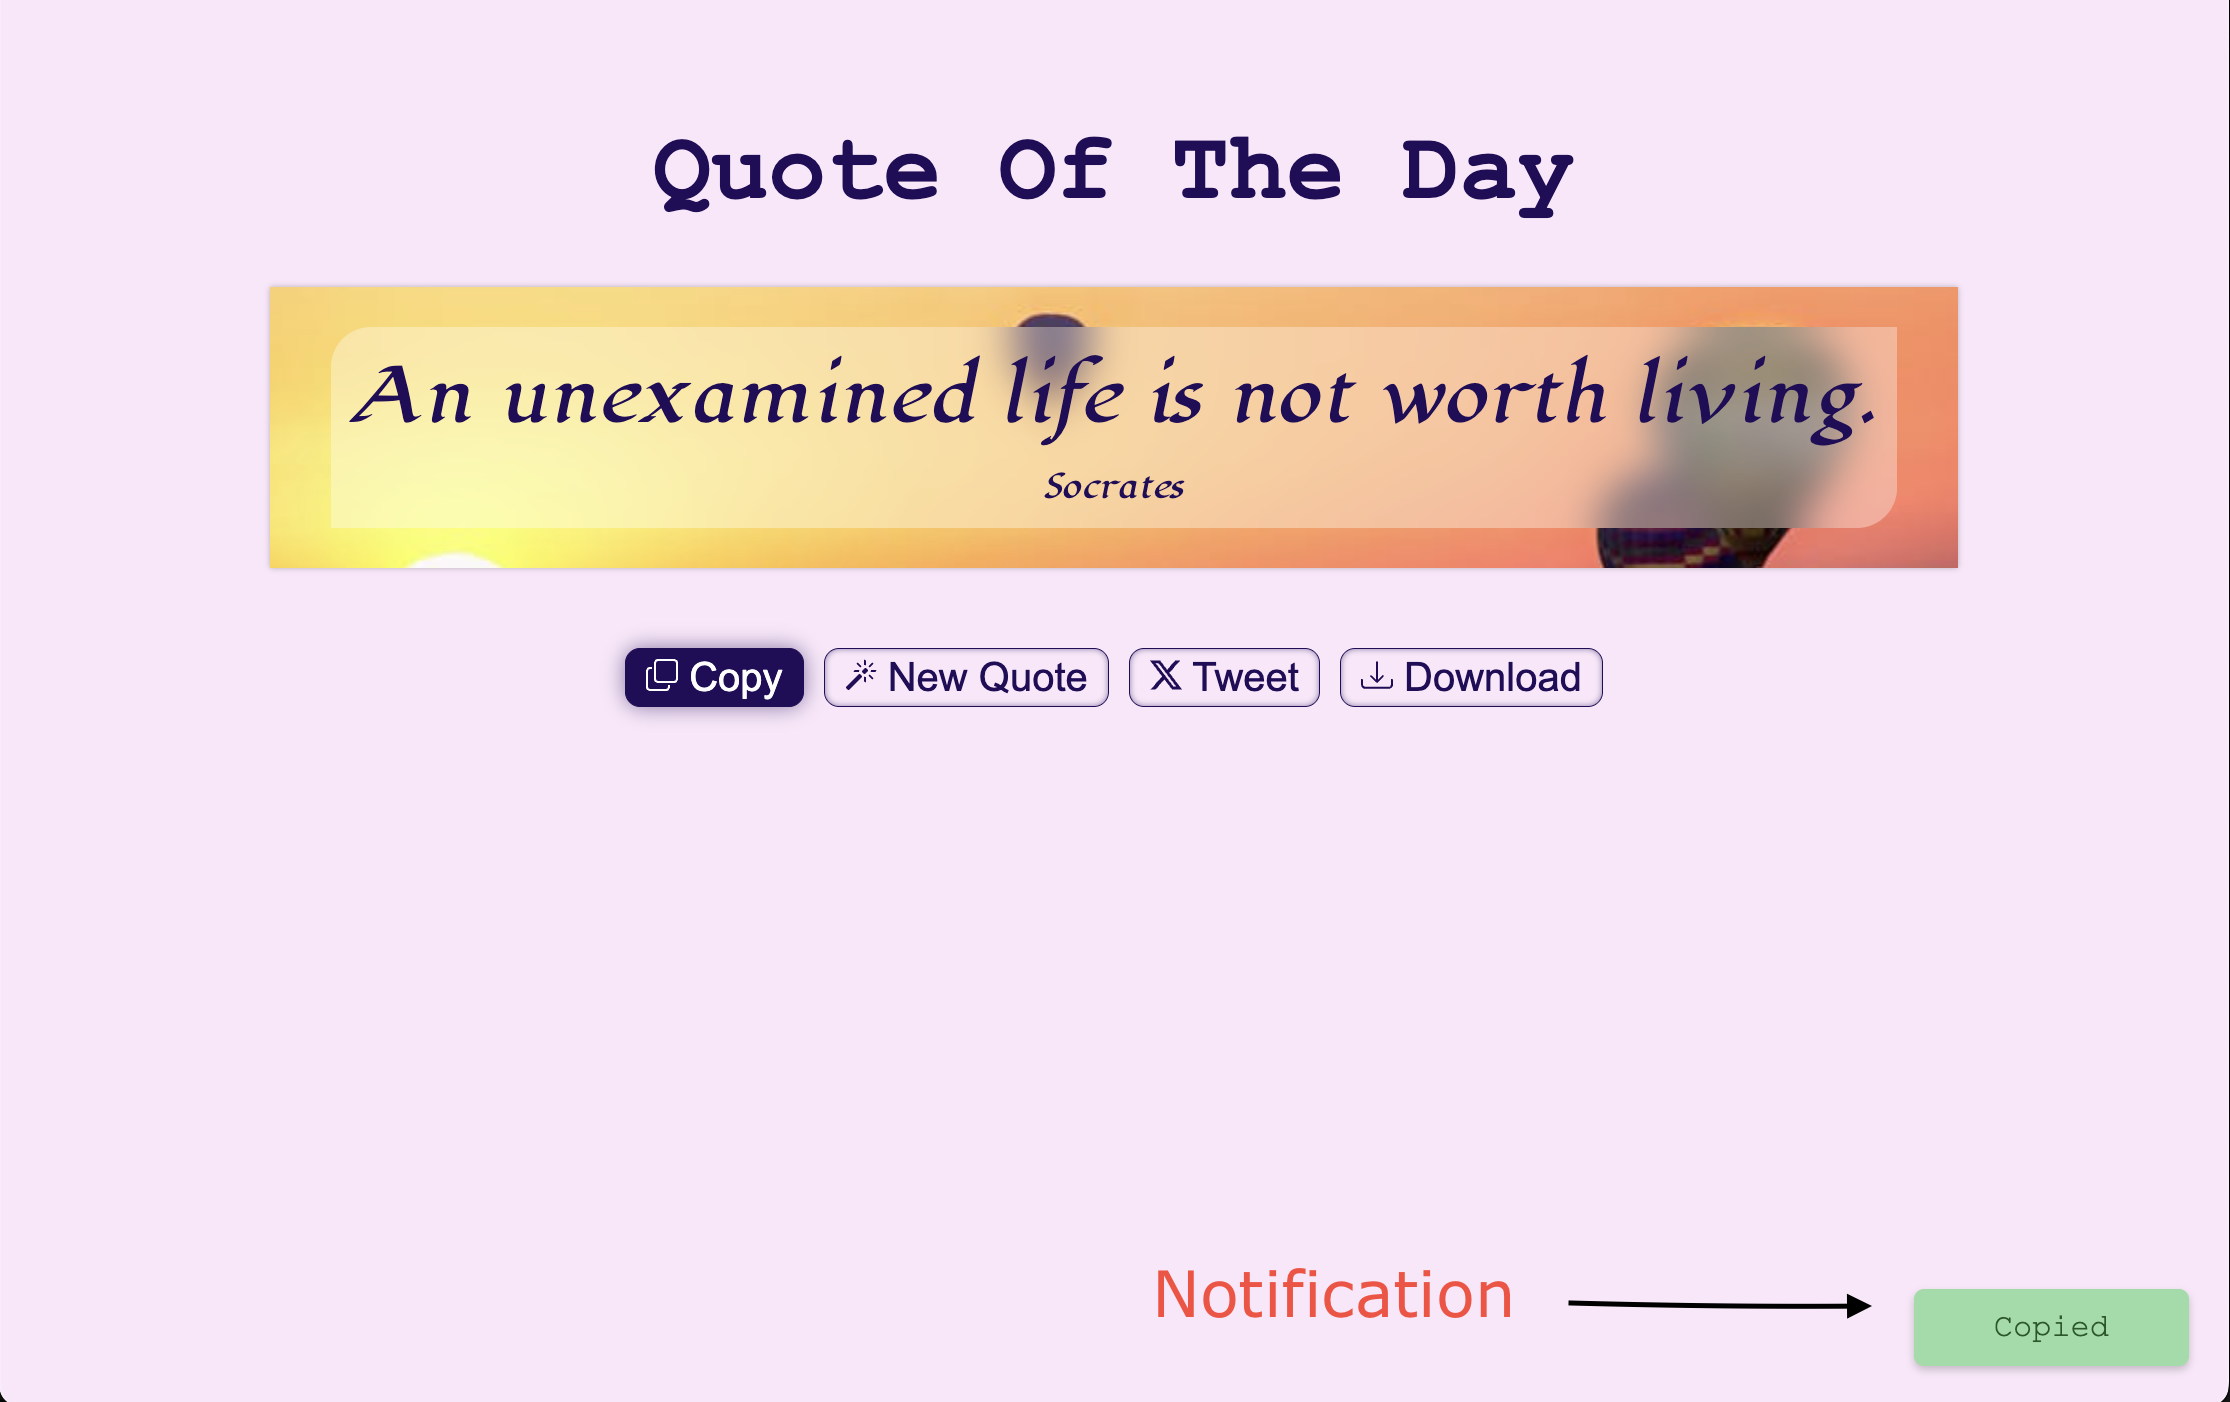 Quote Of The Day
An unexamined life is not worth living.
Socrates
Copy
New Quote
Tweet
Download
Notification
Copied